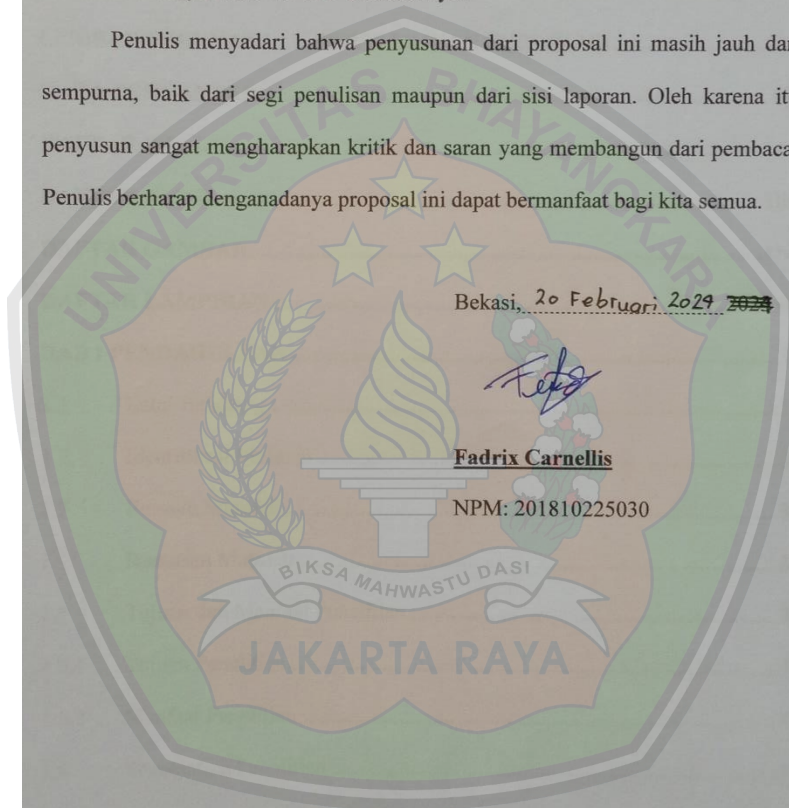 Penulis menyadari bahwa penyusunan dari proposal ini masih jauh dar
sempurna, baik dari segi penulisan maupun dari sisi laporan. Oleh karena it
penyusun sangat mengharapkan kritik dan saran yang membangun dari pembaca
Penulis berharap denganadanya proposal ini dapat bermanfaat bagi kita semua.
UNIVERSITAS BHAYANGKARA
Bekasi, 20 Februari 2024
Fadrix Carnellis
NPM: 201810225030
BIKSA MAHWASTU DASI
JAKARTA RAYA